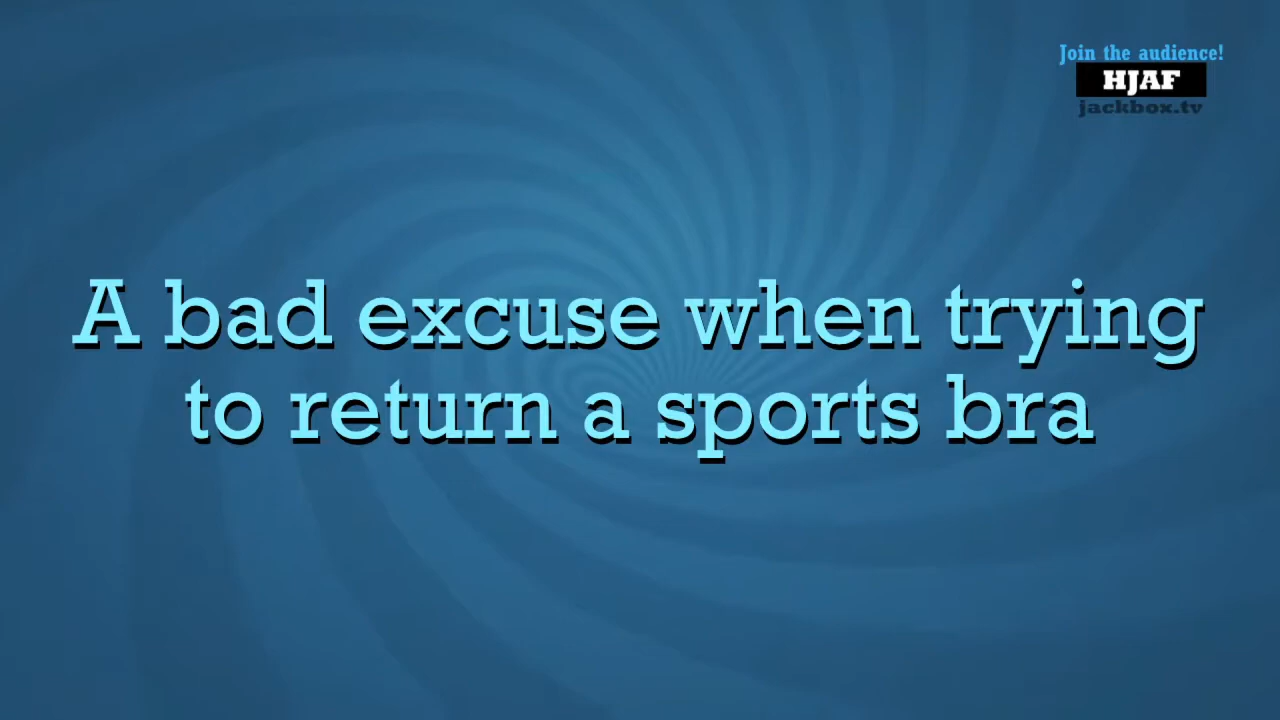 Join the audience!
HJAF
jackbox.tv
A bad excuse when trying
to return a sports bra